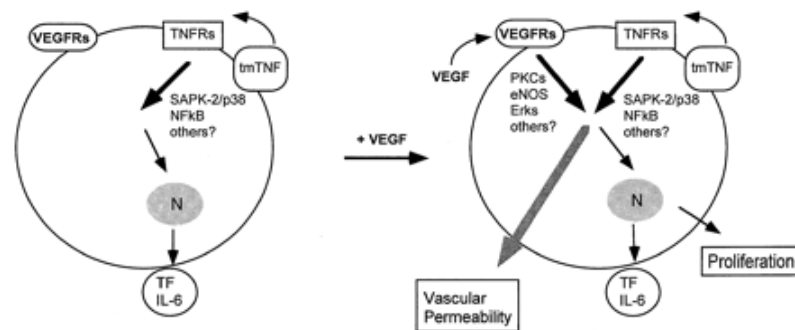 VEGFRs
TNFRs
tmTNF
SAPK-2/p38
NFkB
others?
N
TF
IL-6
+ VEGF
VEGF
VEGFRs
TNFRs
tmTNF
PKCs
eNOS
Erks
others?
SAPK-2/p38
NFkB
others?
N
Proliferation
Vascular
Permeability
TF
IL-6